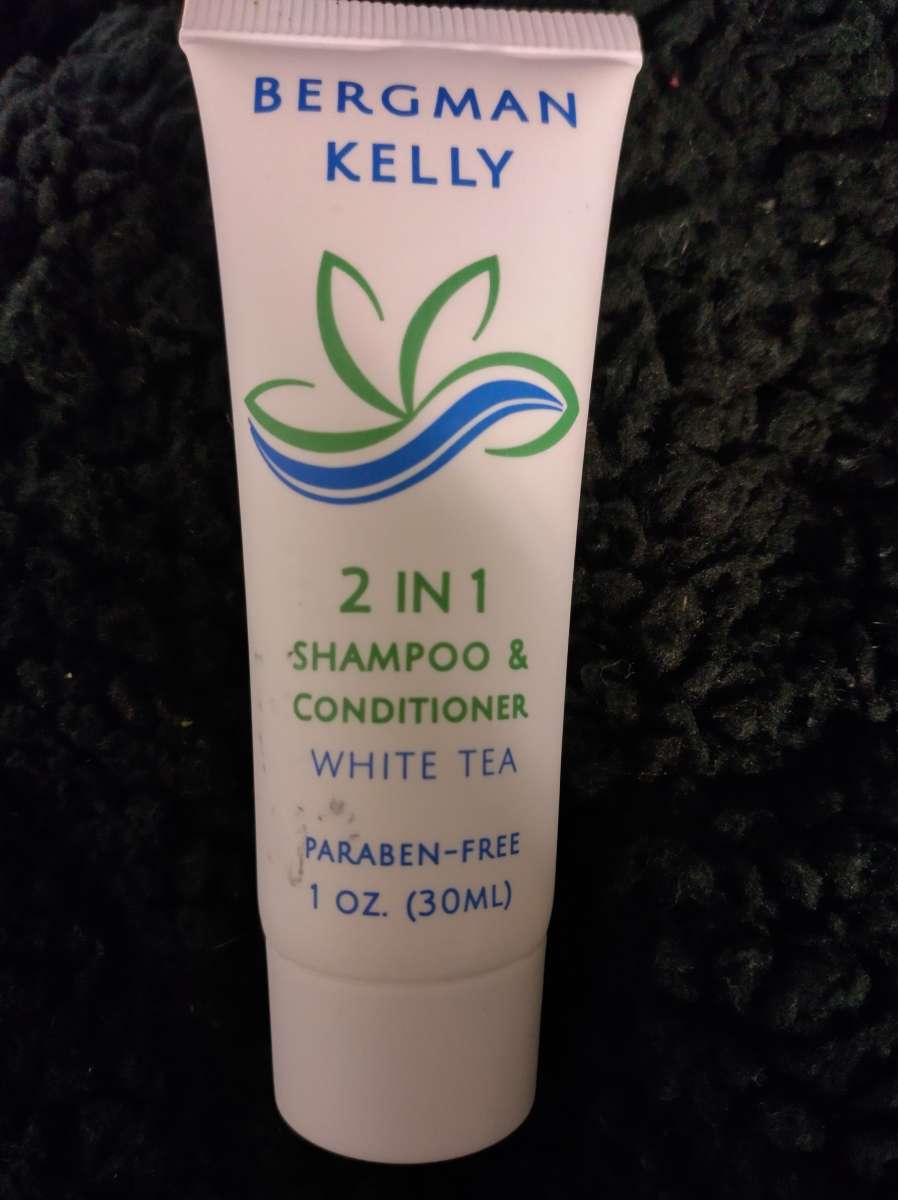 BERGMAN
KELLY
2 IN 1
SHAMPOO &
CONDITIONER
WHITE TEA
PARABEN-FREE
1 OZ. (30ML)